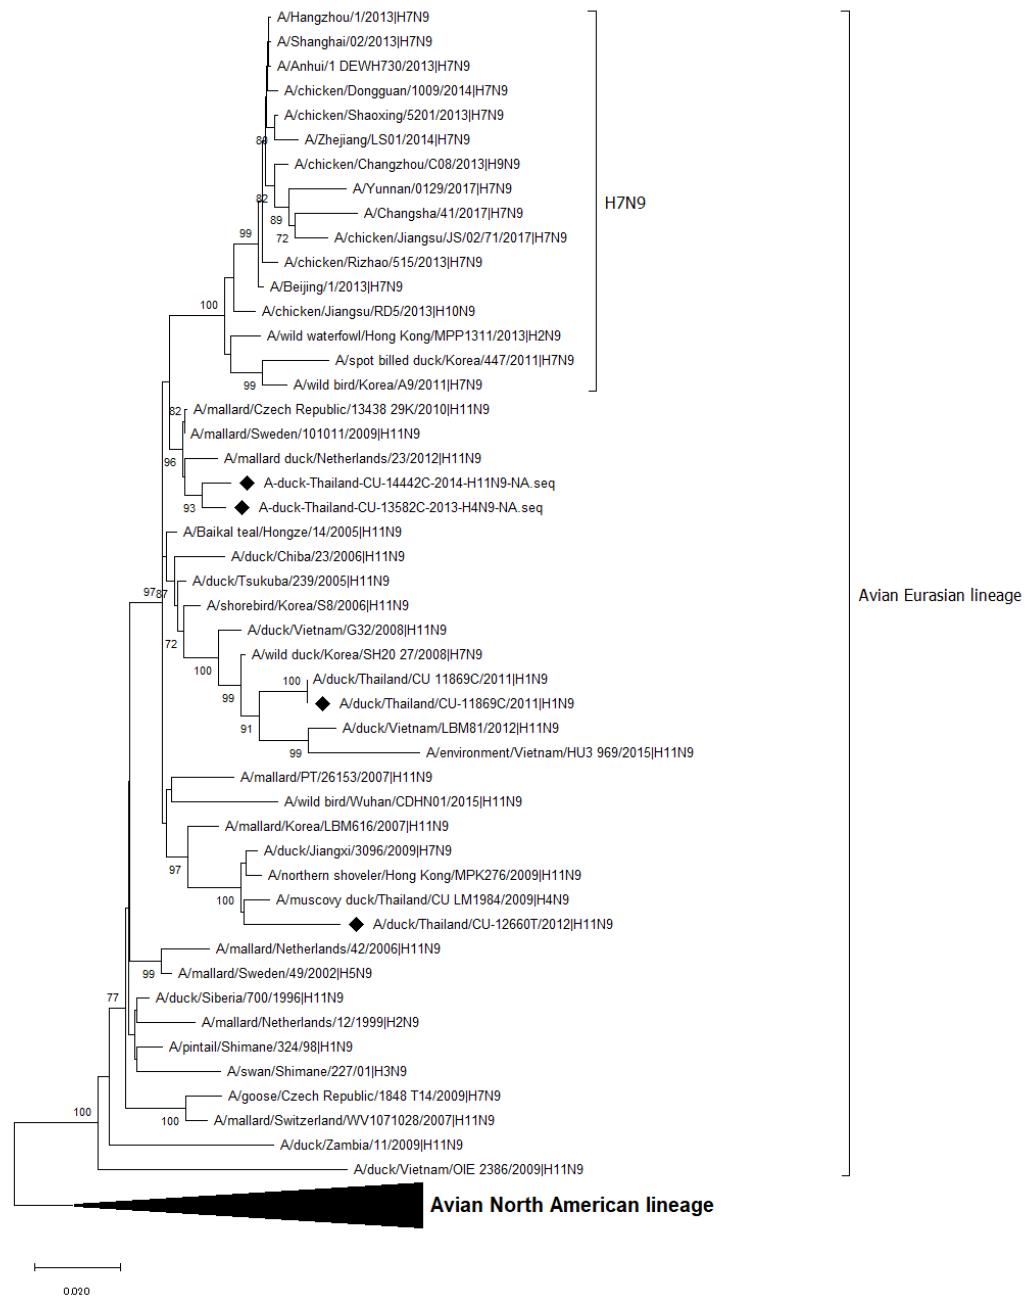 A/Hangzhou/1/2013|H7N9
A/Shanghai/02/2013|H7N9
A/Anhui/1 DEWH730/2013|H7N9
A/chicken/Dongguan/1009/2014|H7N9
A/chicken/Shaoxing/5201/2013|H7N9
80
A/Zhejiang/LS01/2014|H7N9
A/chicken/Changzhou/C08/2013|H9N9
A/Yunnan/0129/2017|H7N9
82
H7N9
A/Changsha/41/2017|H7N9
89
A/chicken/Jiangsu/JS/02/71/2017|H7N9
72
99
A/chicken/Rizhao/515/2013|H7N9
A/Beijing/1/2013|H7N9
100
A/chicken/Jiangsu/RD5/2013|H10N9
A/wild waterfowl/Hong Kong/MPP1311/2013|H2N9
A/spot billed duck/Korea/447/2011|H7N9
99
A/wild bird/Korea/A9/2011|H7N9
82
A/mallard/Czech Republic/13438 29K/2010|H11N9
A/mallard/Sweden/101011/2009|H11N9
96
A/mallard duck/Netherlands/23/2012|H11N9
A-duck-Thailand-CU-14442C-2014-H11N9-NA.seq
93
A-duck-Thailand-CU-13582C-2013-H4N9-NA.seq
A/Baikal teal/Hongze/14/2005|H11N9
A/duck/Chiba/23/2006|H11N9
A/duck/Tsukuba/239/2005|H11N9
97
87
Avian Eurasian lineage
A/shorebird/Korea/S8/2006|H11N9
A/duck/Vietnam/G32/2008|H11N9
72
A/wild duck/Korea/SH20 27/2008|H7N9
100
A/duck/Thailand/CU 11869C/2011|H1N9
100
99
A/duck/Thailand/CU-11869C/2011|H1N9
A/duck/Vietnam/LBM81/2012|H11N9
91
A/environment/Vietnam/HU3 969/2015|H11N9
99
A/mallard/PT/26153/2007|H11N9
A/wild bird/Wuhan/CDHN01/2015|H11N9
A/mallard/Korea/LBM616/2007|H11N9
A/duck/Jiangxi/3096/2009|H7N9
97
A/northern shoveler/Hong Kong/MPK276/2009|H11N9
100
A/muscovy duck/Thailand/CU LM1984/2009|H4N9
A/duck/Thailand/CU-12660T/2012|H11N9
A/mallard/Netherlands/42/2006|H11N9
99
A/mallard/Sweden/49/2002|H5N9
77
A/duck/Siberia/700/1996|H11N9
A/mallard/Netherlands/12/1999|H2N9
A/pintail/Shimane/324/98|H1N9
A/swan/Shimane/227/01|H3N9
A/goose/Czech Republic/1848 T14/2009|H7N9
100
100
A/mallard/Switzerland/WV1071028/2007|H11N9
A/duck/Zambia/11/2009|H11N9
A/duck/Vietnam/OIE 2386/2009|H11N9
Avian North American lineage
0.020